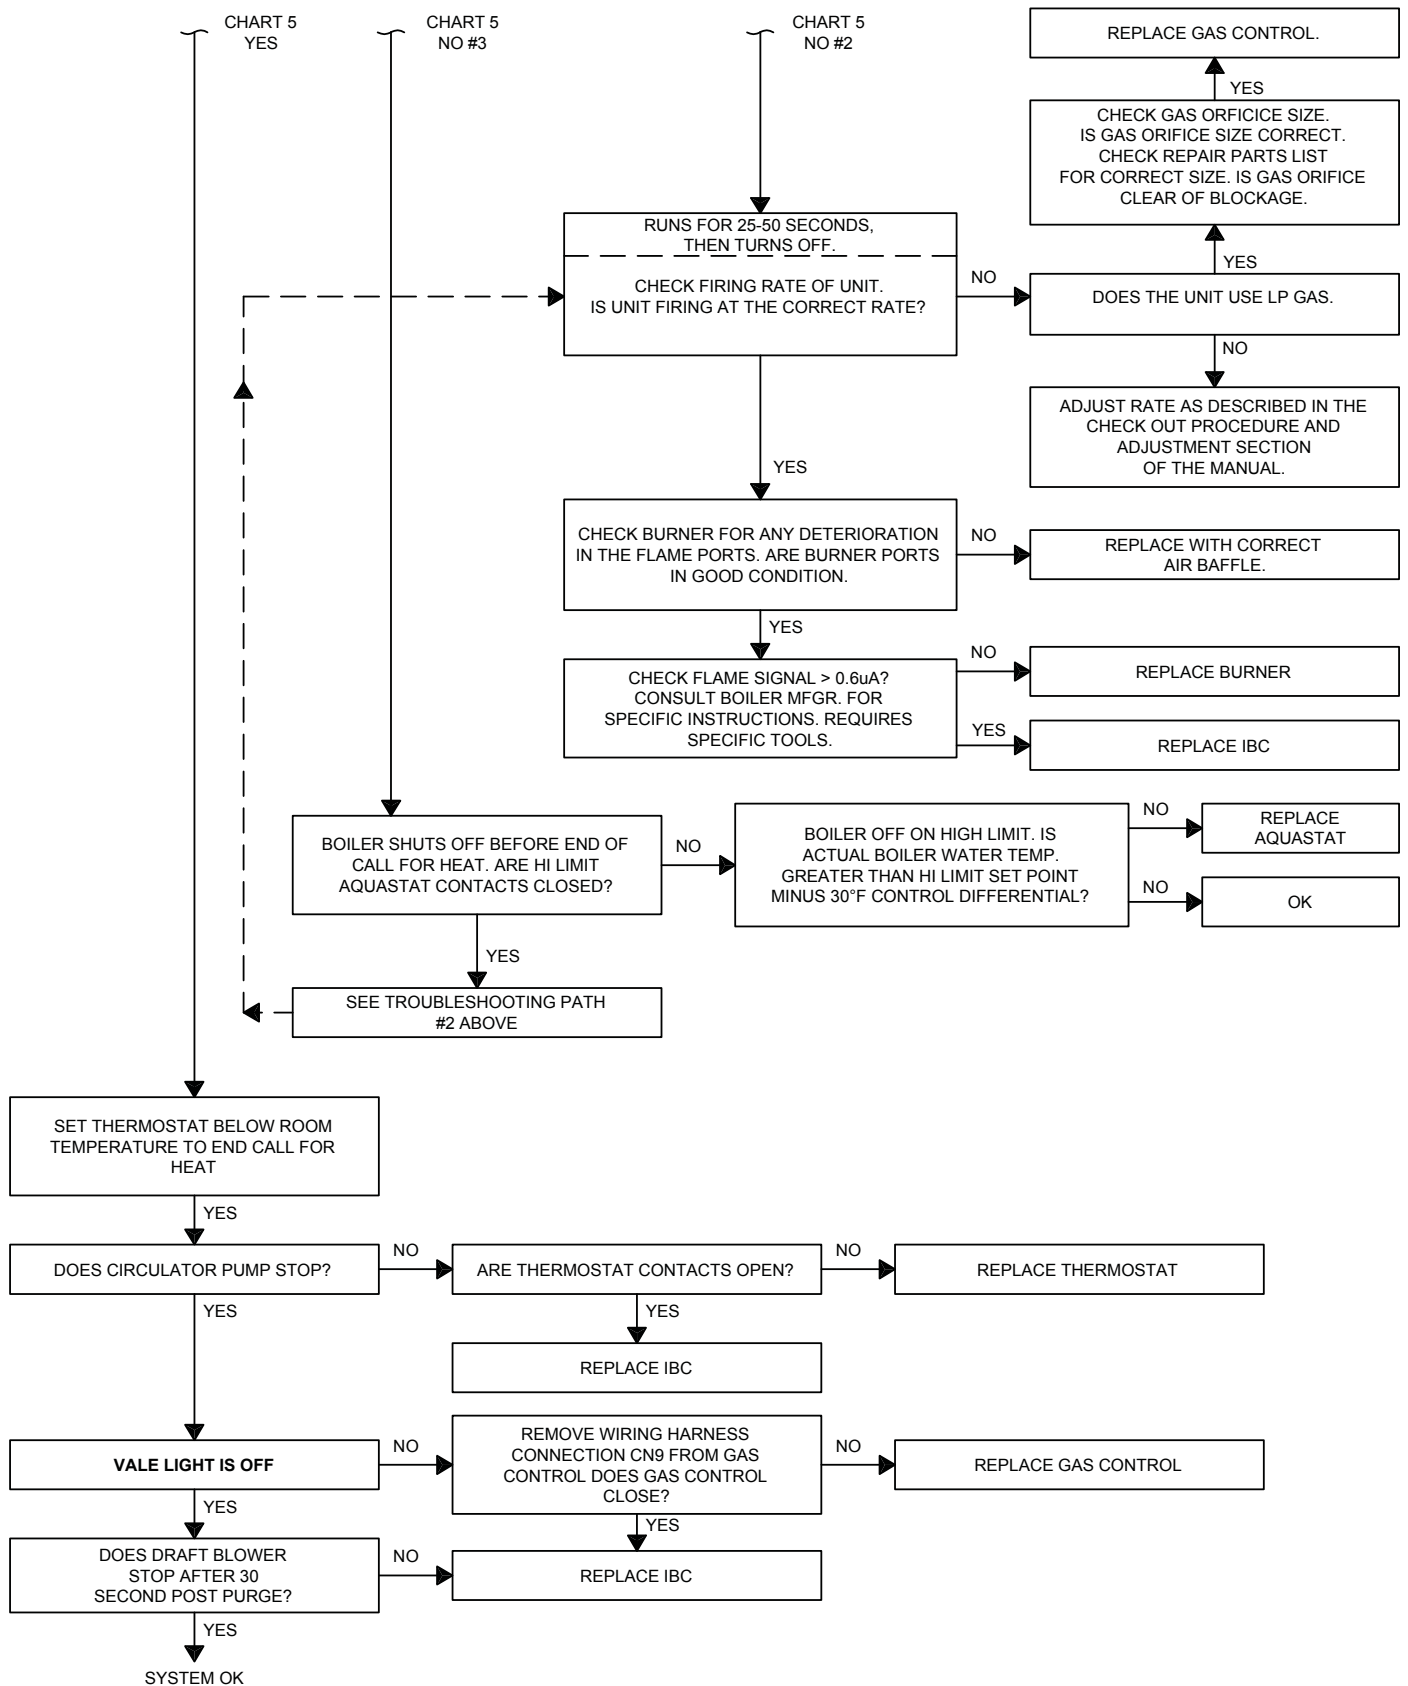 CHART 5
YES
CHART 5
NO #3
CHART 5
NO #2
REPLACE GAS CONTROL.
YES
CHECK GAS ORFICICE SIZE.
IS GAS ORIFICE SIZE CORRECT.
CHECK REPAIR PARTS LIST
FOR CORRECT SIZE. IS GAS ORIFICE
CLEAR OF BLOCKAGE.
YES
RUNS FOR 25-50 SECONDS,
THEN TURNS OFF.
CHECK FIRING RATE OF UNIT.
IS UNIT FIRING AT THE CORRECT RATE?
NO
DOES THE UNIT USE LP GAS.
NO
ADJUST RATE AS DESCRIBED IN THE
CHECK OUT PROCEDURE AND
ADJUSTMENT SECTION
OF THE MANUAL.
YES
CHECK BURNER FOR ANY DETERIORATION
IN THE FLAME PORTS. ARE BURNER PORTS
IN GOOD CONDITION.
NO
REPLACE WITH CORRECT
AIR BAFFLE.
YES
CHECK FLAME SIGNAL > 0.6uA?
CONSULT BOILER MFGR. FOR
SPECIFIC INSTRUCTIONS. REQUIRES
SPECIFIC TOOLS.
NO
REPLACE BURNER
YES
REPLACE IBC
BOILER SHUTS OFF BEFORE END OF
CALL FOR HEAT. ARE HI LIMIT
AQUASTAT CONTACTS CLOSED?
NO
BOILER OFF ON HIGH LIMIT. IS
ACTUAL BOILER WATER TEMP.
GREATER THAN HI LIMIT SET POINT
MINUS 30°F CONTROL DIFFERENTIAL?
NO
REPLACE
AQUASTAT
NO
OK
YES
SEE TROUBLESHOOTING PATH
#2 ABOVE
SET THERMOSTAT BELOW ROOM
TEMPERATURE TO END CALL FOR
HEAT
YES
DOES CIRCULATOR PUMP STOP?
NO
ARE THERMOSTAT CONTACTS OPEN?
NO
REPLACE THERMOSTAT
YES
YES
REPLACE IBC
VALE LIGHT IS OFF
NO
REMOVE WIRING HARNESS
CONNECTION CN9 FROM GAS
CONTROL DOES GAS CONTROL
CLOSE?
NO
REPLACE GAS CONTROL
YES
YES
DOES DRAFT BLOWER
STOP AFTER 30
SECOND POST PURGE?
NO
REPLACE IBC
YES
SYSTEM OK